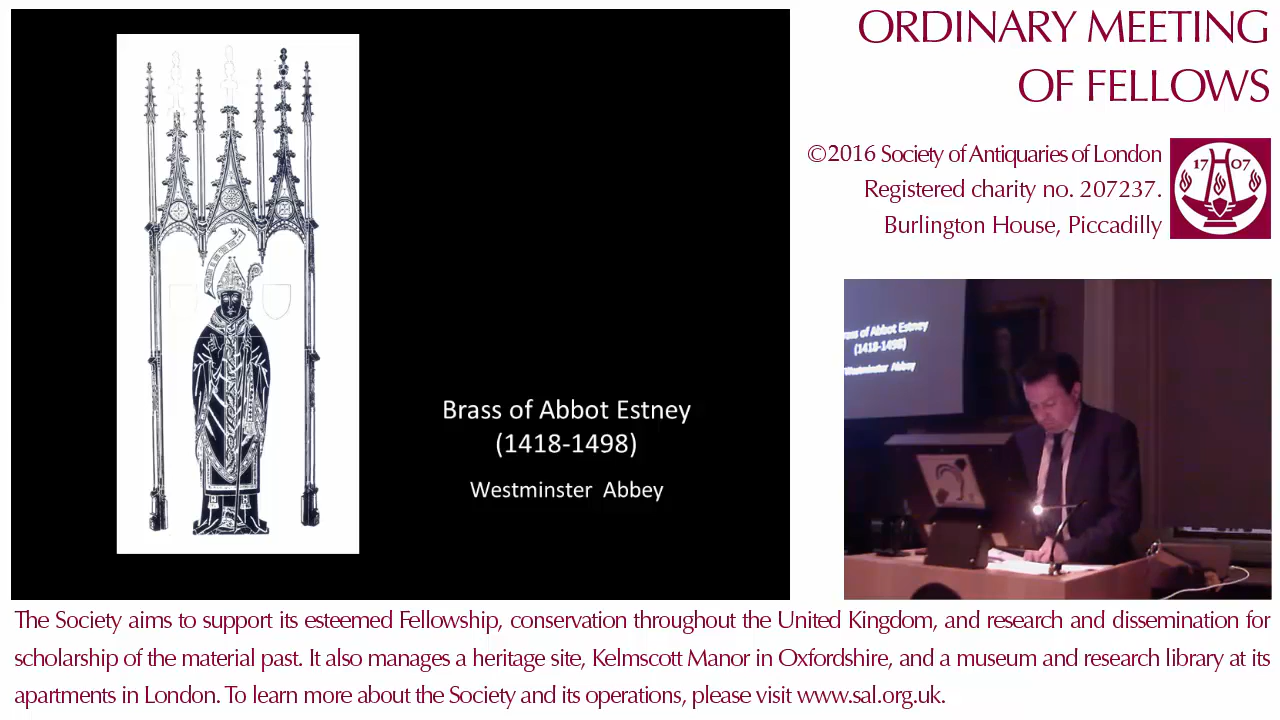 ORDINARY MEETING
OF FELLOWS
©2016 Society of Antiquaries of London
Registered charity no. 207237.
Burlington House, Piccadilly
17 07
Brass of Abbot Estney
(1418-1498)
Westminster Abbey
Brass of Abbot Estney
(1418-1498)
Westminster Abbey
The Society aims to support its esteemed Fellowship, conservation throughout the United Kingdom, and research and dissemination for
scholarship of the material past. It also manages a heritage site, Kelmscott Manor in Oxfordshire, and a museum and research library at its
apartments in London. To learn more about the Society and its operations, please visit www.sal.org.uk.